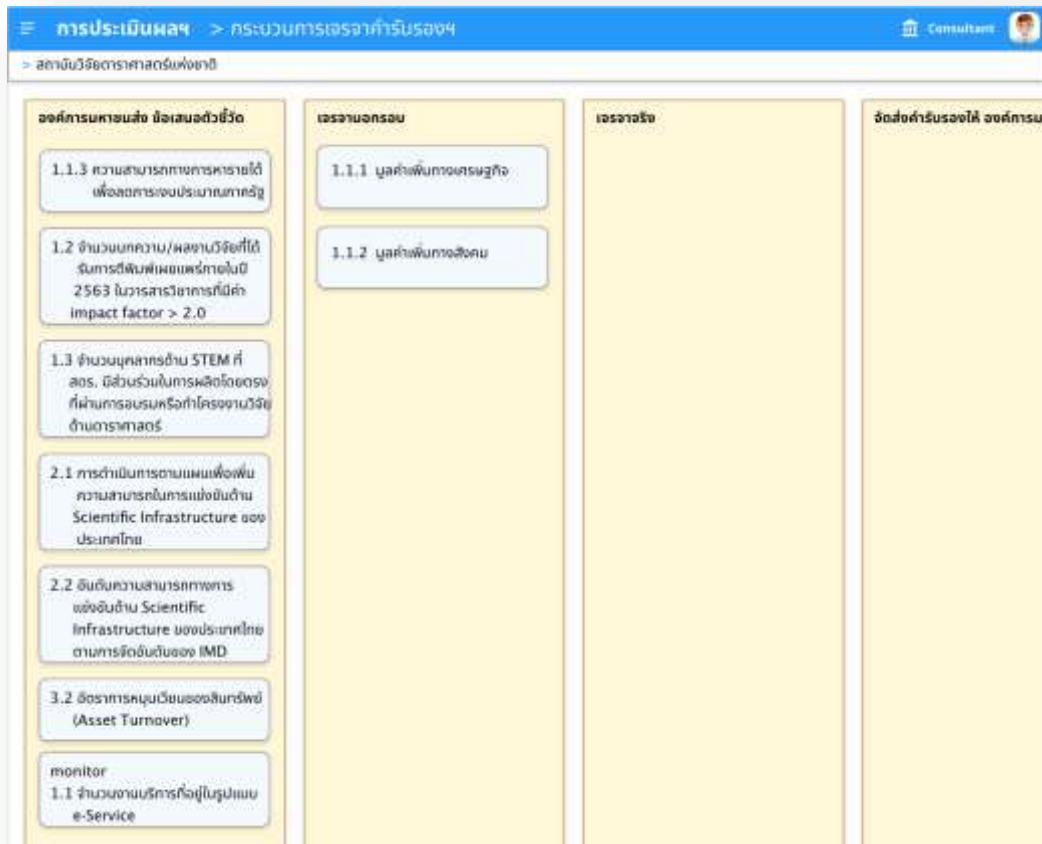 การประเมินผลฯ > กระบวนการเจรจาคำรับรองฯ
Consultant
> สถาบันวิจัยดาราศาสตร์แห่งชาติ
องค์การมหาชนส่ง ข้อเสนอตัวชี้วัด
1.1.3 ความสามารถทางการหารายได้
เพื่อลดภาระงบประมาณภาครัฐ
1.2 จำนวนบทความ/ผลงานวิจัยที่ได้
รับการตีพิมพ์เผยแพร่ภายในปี
2563 ในวารสารวิชาการที่มีค่า
impact factor > 2.0
1.3 จำนวนบุคลากรด้าน STEM ที่
สดร. มีส่วนร่วมในการผลิตโดยตรง
ที่ผ่านการอบรมหรือทำโครงงานวิจัย
ด้านดาราศาสตร์
2.1 การดำเนินการตามแผนเพื่อเพิ่ม
ความสามารถในการแข่งขันด้าน
Scientific Infrastructure ของ
ประเทศไทย
2.2 อันดับความสามารถทางการ
แข่งขันด้าน Scientific
Infrastructure ของประเทศไทย
ตามการจัดอันดับของ IMD
3.2 อัตราการหมุนเวียนของสินทรัพย์
(Asset Turnover)
monitor
1.1 จำนวนงานบริการที่อยู่ในรูปแบบ
e-Service
เจรจานอกรอบ
1.1.1 มูลค่าเพิ่มทางเศรษฐกิจ
1.1.2 มูลค่าเพิ่มทางสังคม
เจรจาจริง
จัดส่งคำรับรองให้ องค์การม